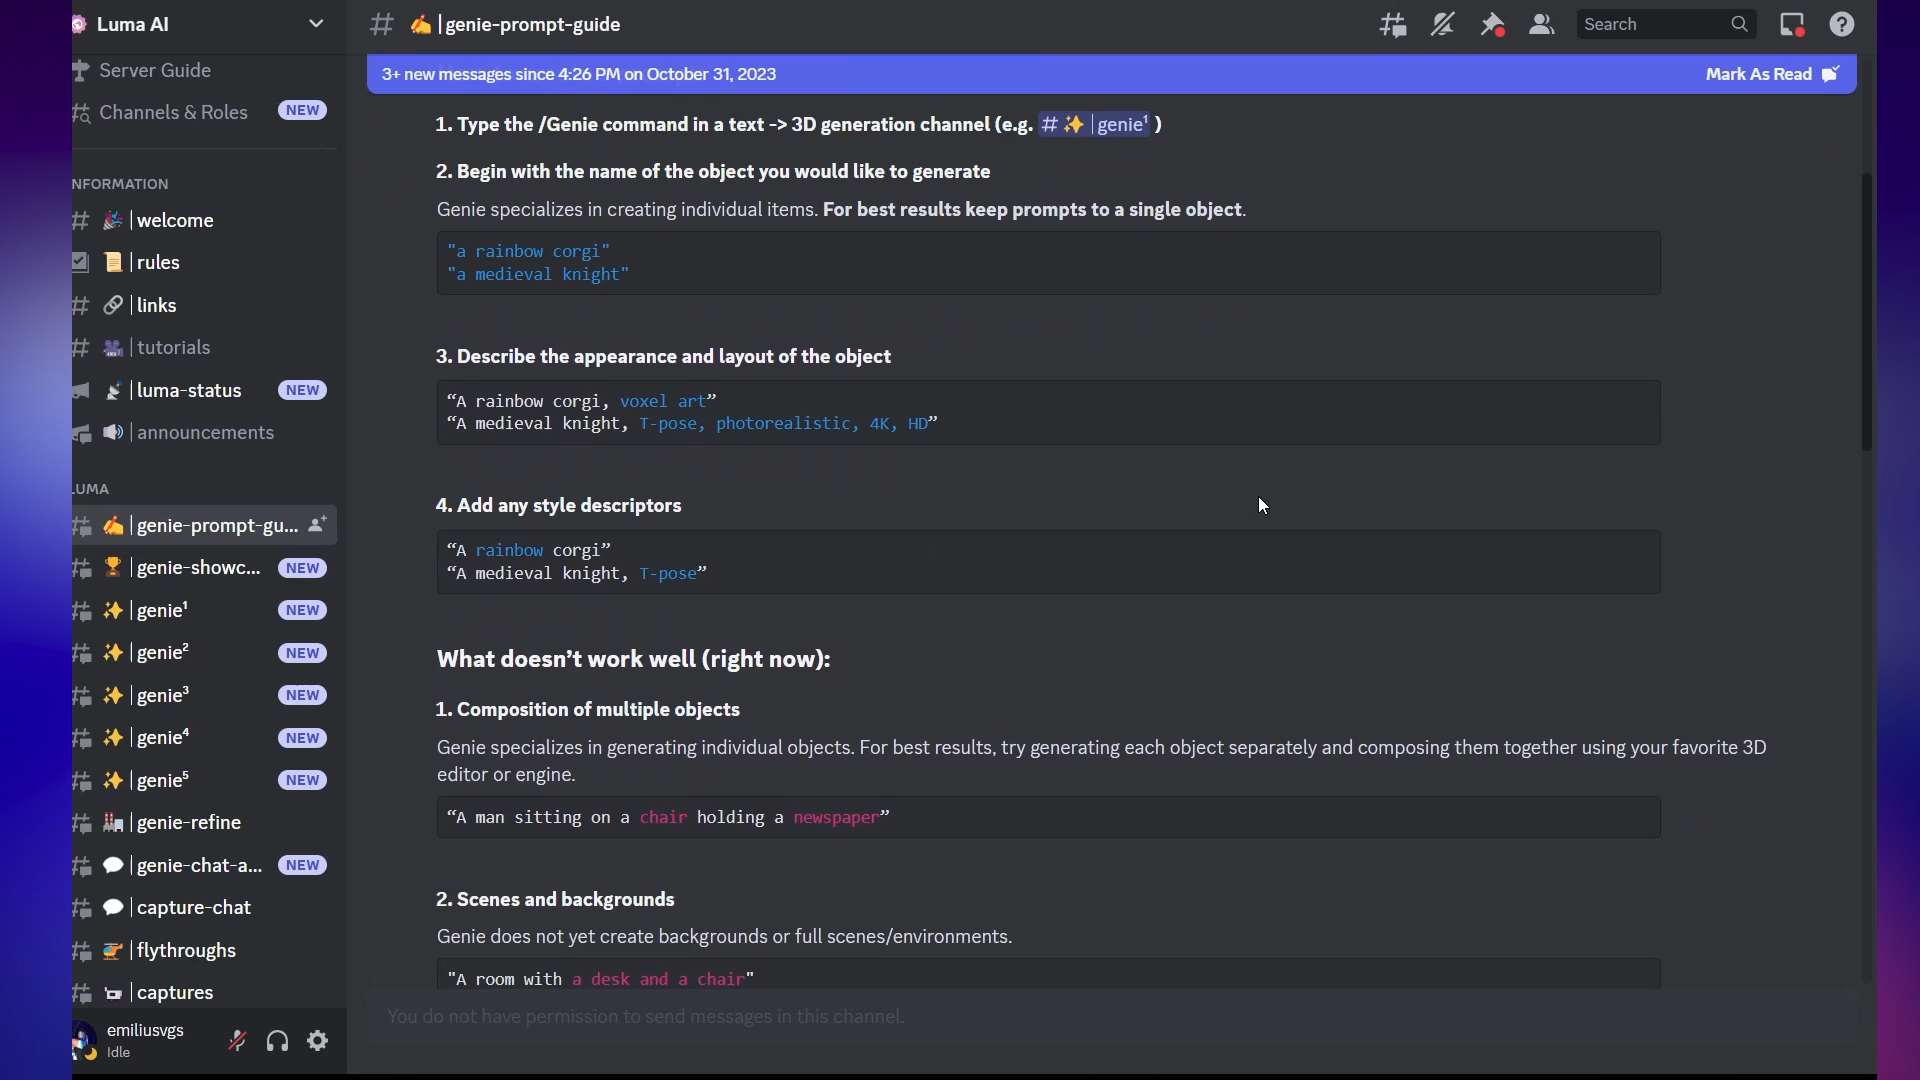 Luma AI
Server Guide
Channels & Roles NEW
NFORMATION
welcome
rules
links
tutorials
luma-status NEW
announcements
LUMA
genie-prompt-gu...
genie-showc... NEW
genie¹ NEW
genie² NEW
genie³ NEW
genie⁴ NEW
genie⁵ NEW
genie-refine
genie-chat-a... NEW
capture-chat
flythroughs
captures
emiliusvgs
Idle
# ✍️ | genie-prompt-guide
Search
3+ new messages since 4:26 PM on October 31, 2023
Mark As Read
1. Type the /Genie command in a text -> 3D generation channel (e.g. # ✨ | genie¹ )
2. Begin with the name of the object you would like to generate
Genie specializes in creating individual items. For best results keep prompts to a single object.
"a rainbow corgi"
"a medieval knight"
3. Describe the appearance and layout of the object
“A rainbow corgi, voxel art”
“A medieval knight, T-pose, photorealistic, 4K, HD”
4. Add any style descriptors
“A rainbow corgi”
“A medieval knight, T-pose”
What doesn’t work well (right now):
1. Composition of multiple objects
Genie specializes in generating individual objects. For best results, try generating each object separately and composing them together using your favorite 3D
editor or engine.
“A man sitting on a chair holding a newspaper”
2. Scenes and backgrounds
Genie does not yet create backgrounds or full scenes/environments.
"A room with a desk and a chair"
You do not have permission to send messages in this channel.